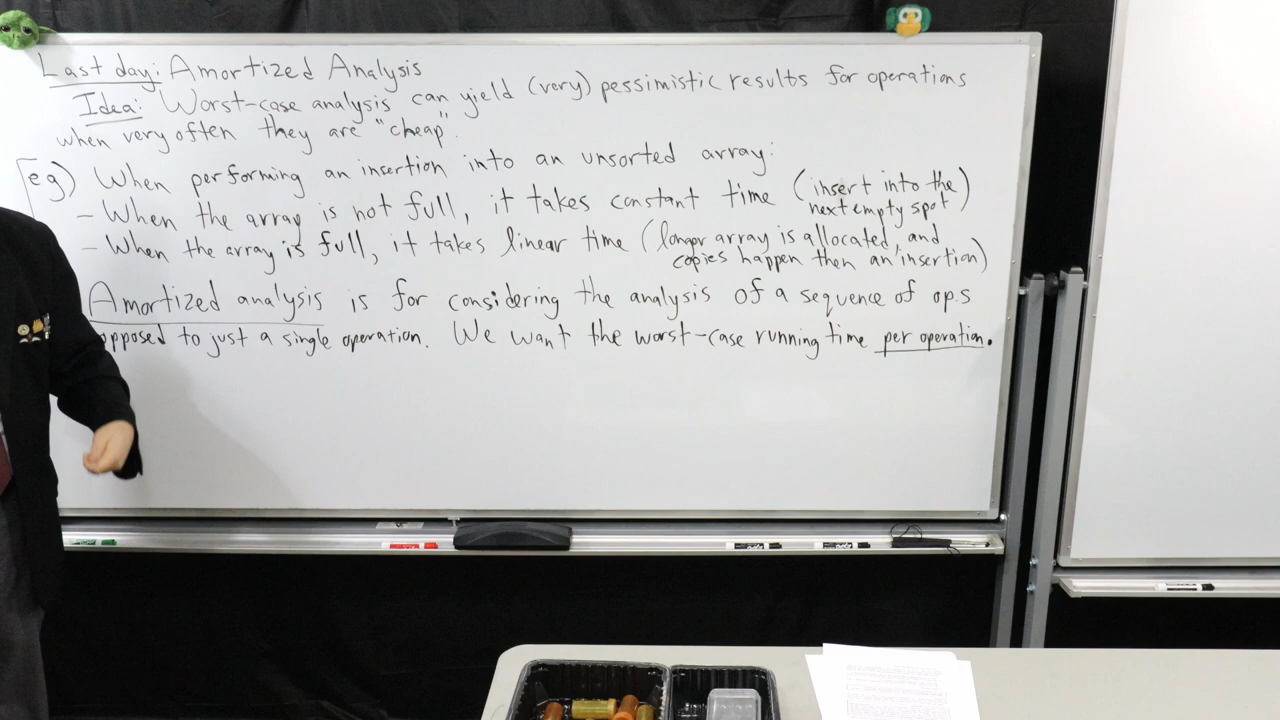 Last day: Amortized Analysis
Idea: Worst-case analysis can yield (very) pessimistic results for operations
when very often they are "cheap".
eg) When performing an insertion into an unsorted array:
- When the array is not full, it takes constant time (insert into the
next empty spot)
- When the array is full, it takes linear time (longer array is allocated, and
copies happen then an insertion)
Amortized analysis is for considering the analysis of a sequence of op.s
opposed to just a single operation. We want the worst-case running time per operation.